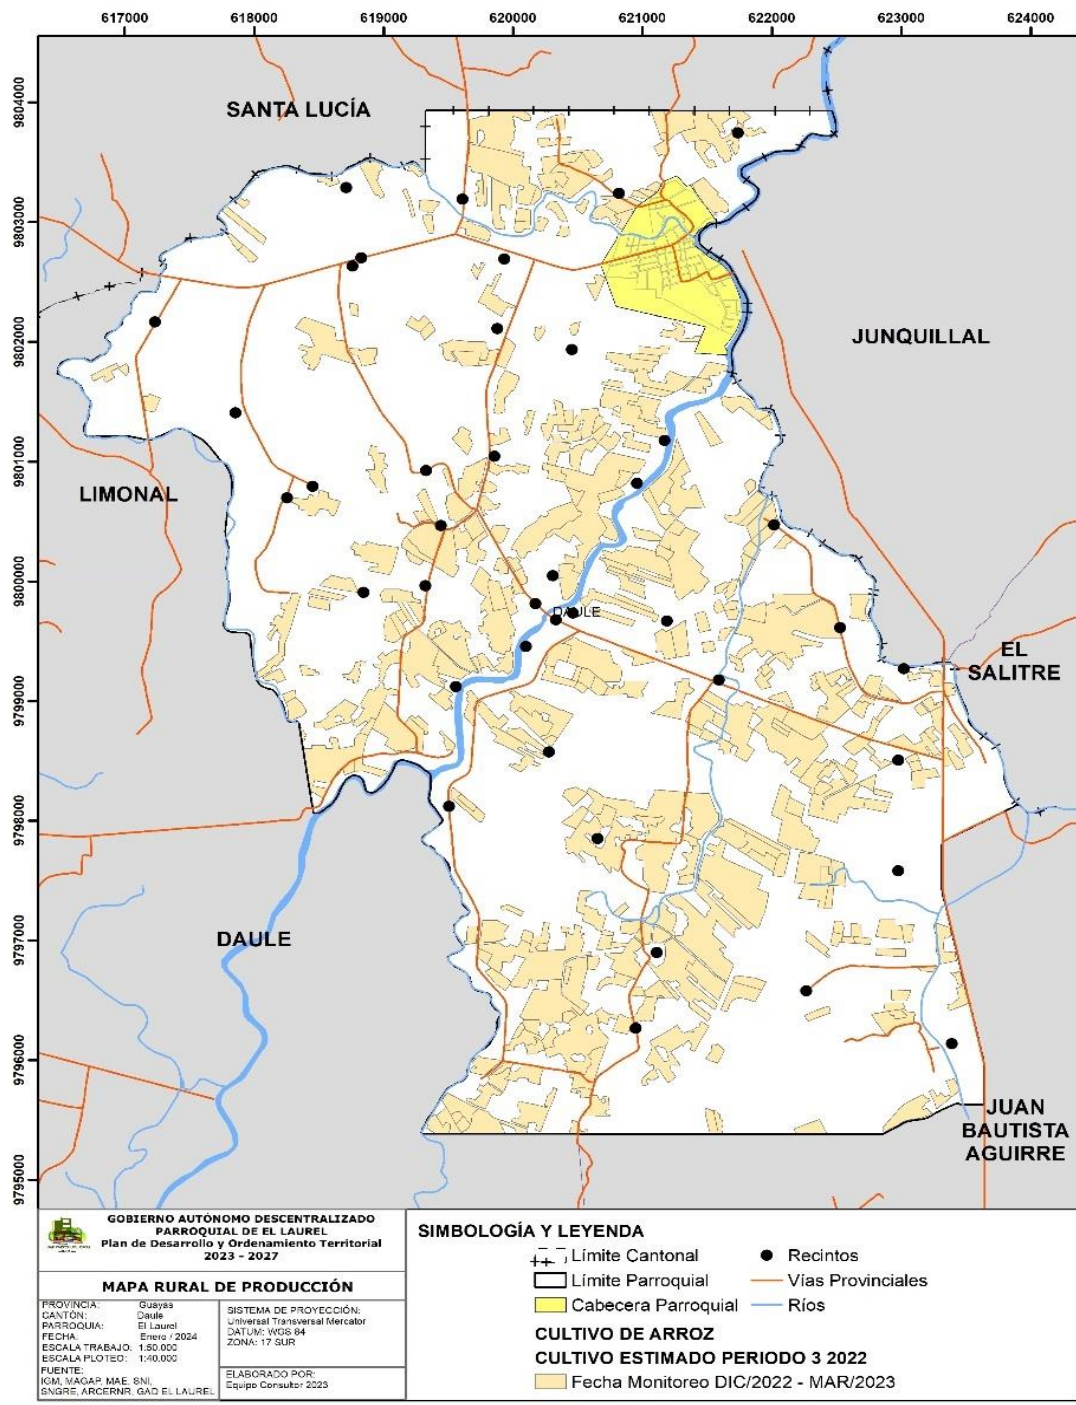 617000 618000 619000 620000 621000 622000 623000 624000
9804000
9803000
9802000
9801000
9800000
9799000
9798000
9797000
9796000
9795000
SANTA LUCÍA
JUNQUILLAL
LIMONAL
DAULE
EL
SALITRE
DAULE
JUAN
BAUTISTA
AGUIRRE
GOBIERNO AUTÓNOMO DESCENTRALIZADO
PARROQUIAL DE EL LAUREL
Plan de Desarrollo y Ordenamiento Territorial
2023 - 2027
MAPA RURAL DE PRODUCCIÓN
PROVINCIA: Guayas
CANTÓN: Daule
PARROQUIA: El Laurel
FECHA: Enero / 2024
ESCALA TRABAJO: 1:50.000
ESCALA PLOTEO: 1:40.000
FUENTE:
IGM, MAGAP, MAE, SNI,
SNGRE, ARCERNR, GAD EL LAUREL
SISTEMA DE PROYECCIÓN:
Universal Transversal Mercator
DATUM: WGS 84
ZONA: 17 SUR
ELABORADO POR:
Equipo Consultor 2023
SIMBOLOGÍA Y LEYENDA
Límite Cantonal
Límite Parroquial
Cabecera Parroquial
Recintos
Vías Provinciales
Ríos
CULTIVO DE ARROZ
CULTIVO ESTIMADO PERIODO 3 2022
Fecha Monitoreo DIC/2022 - MAR/2023